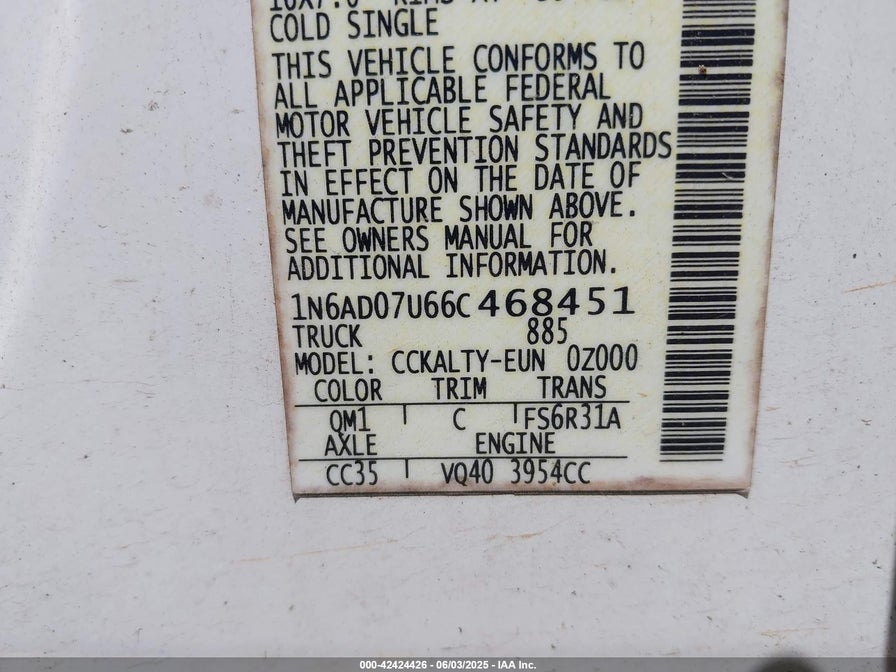 COLD SINGLE
THIS VEHICLE CONFORMS TO
ALL APPLICABLE FEDERAL
MOTOR VEHICLE SAFETY AND
THEFT PREVENTION STANDARDS
IN EFFECT ON THE DATE OF
MANUFACTURE SHOWN ABOVE.
SEE OWNERS MANUAL FOR
ADDITIONAL INFORMATION.
1N6AD07U66C468451
TRUCK 885
MODEL: CCKALTY-EUN 0Z000
COLOR TRIM TRANS
QM1 C FS6R31A
AXLE ENGINE
CC35 VQ40 3954CC
000-42424426 - 06/03/2025 - IAA Inc.